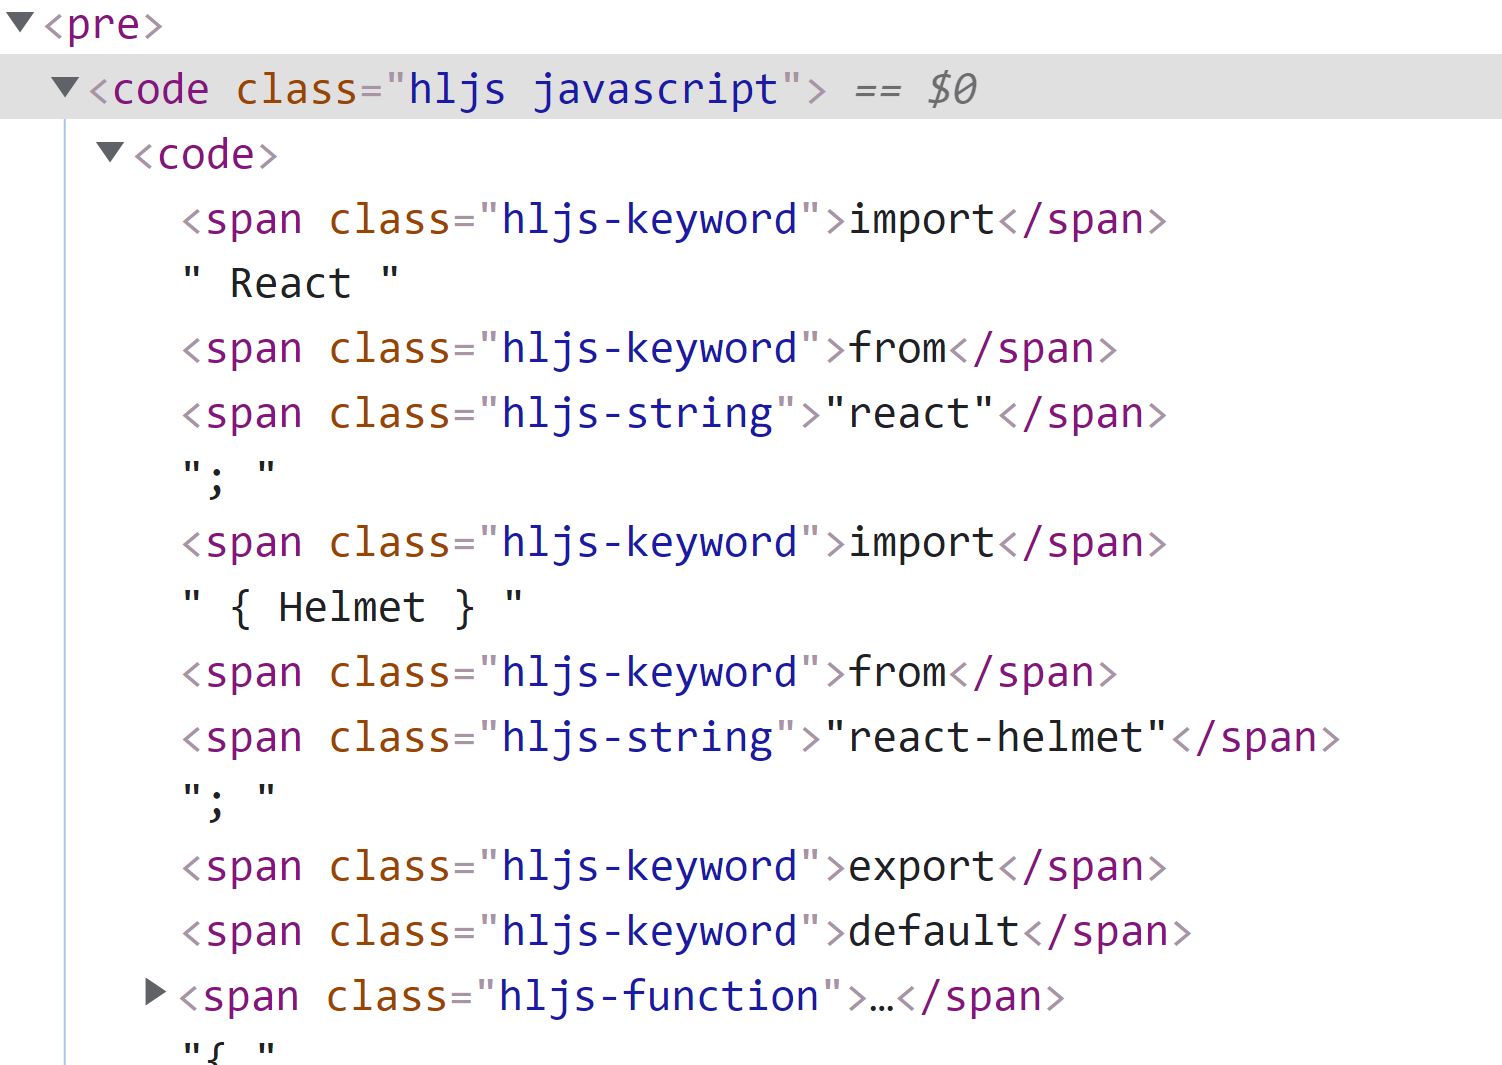 <pre>
<code class="hljs javascript"> == $0
<code>
<span class="hljs-keyword">import</span>
" React "
<span class="hljs-keyword">from</span>
<span class="hljs-string">"react"</span>
"; "
<span class="hljs-keyword">import</span>
" { Helmet } "
<span class="hljs-keyword">from</span>
<span class="hljs-string">"react-helmet"</span>
"; "
<span class="hljs-keyword">export</span>
<span class="hljs-keyword">default</span>
<span class="hljs-function">…</span>
"{ "